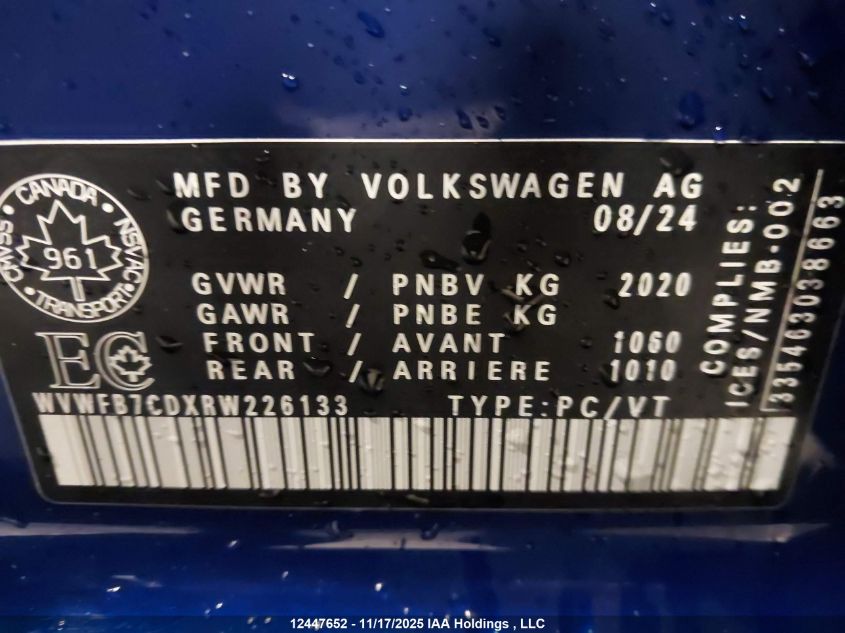 CANADA
CMVSS · NSVAC
961
TRANSPORT
EC
MFD BY VOLKSWAGEN AG
GERMANY 08/24
GVWR / PNBV KG 2020
GAWR / PNBE KG
FRONT / AVANT 1060
REAR / ARRIERE 1010
WVWFB7CDXRW226133 TYPE:PC/VT
COMPLIES:
ICES/NMB-002
335463038663
12447652 - 11/17/2025 IAA Holdings , LLC